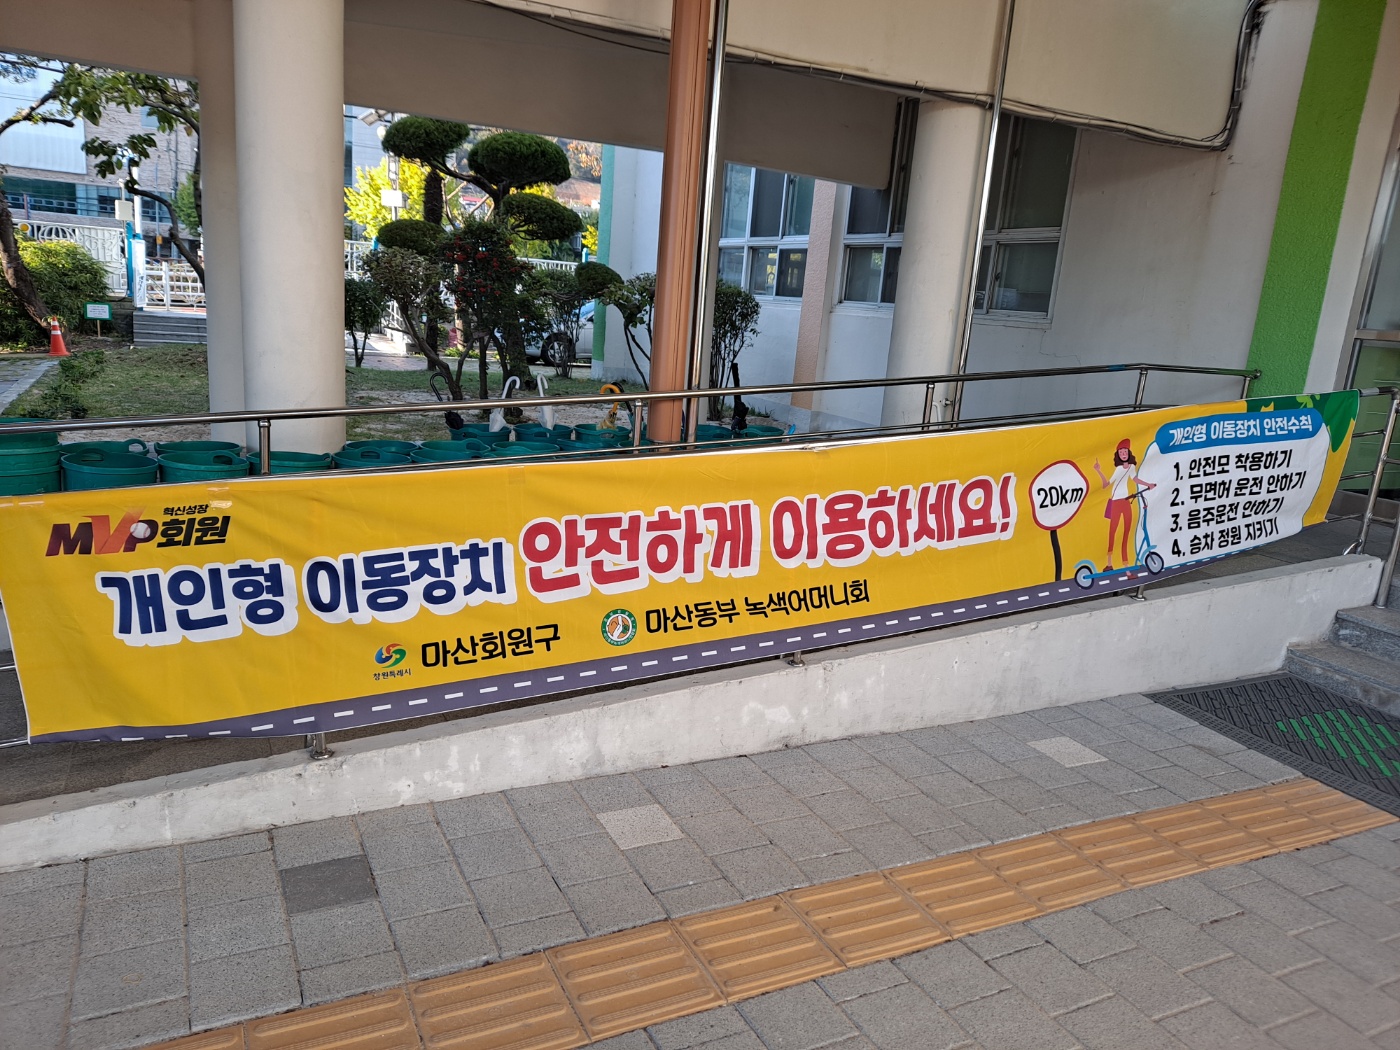 혁신성장
MVP 회원
개인형 이동장치 안전하게 이용하세요!
창원특례시
마산회원구
마산동부 녹색어머니회
20km
개인형 이동장치 안전수칙
1. 안전모 착용하기
2. 무면허 운전 안하기
3. 음주운전 안하기
4. 승차 정원 지키기